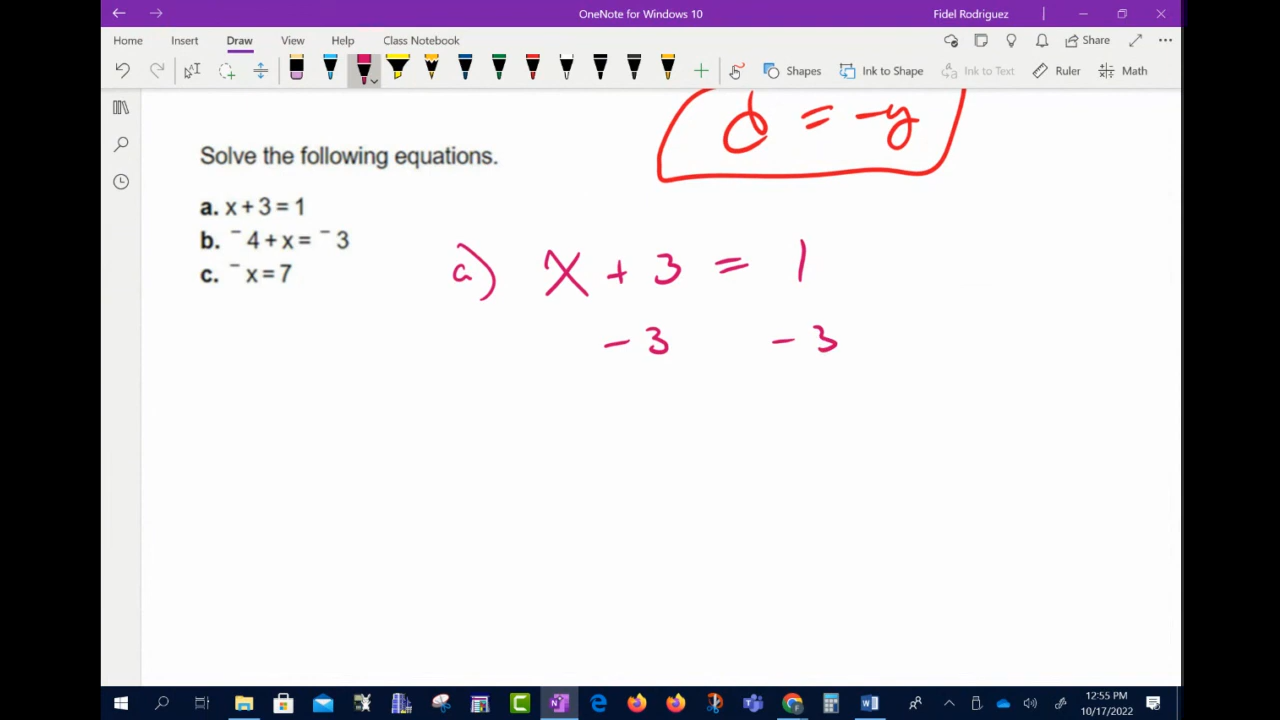 OneNote for Windows 10
Fidel Rodriguez
Home Insert Draw View Help Class Notebook
Share
Shapes
Ink to Shape
Ink to Text
Ruler
Math
d = -y
Solve the following equations.
a. x + 3 = 1
b. ⁻4 + x = ⁻3
c. ⁻x = 7
a) x + 3 = 1
- 3 - 3
12:55 PM
10/17/2022